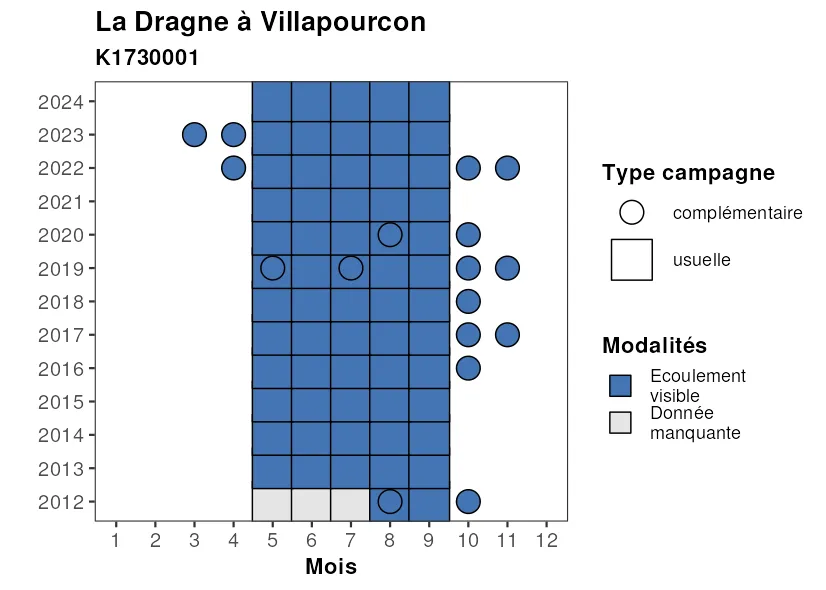 La Dragne à Villapourcon
K1730001
2024
2023
2022
2021
2020
2019
2018
2017
2016
2015
2014
2013
2012
1 2 3 4 5 6 7 8 9 10 11 12
Mois
Type campagne
complémentaire
usuelle
Modalités
Ecoulement
visible
Donnée
manquante